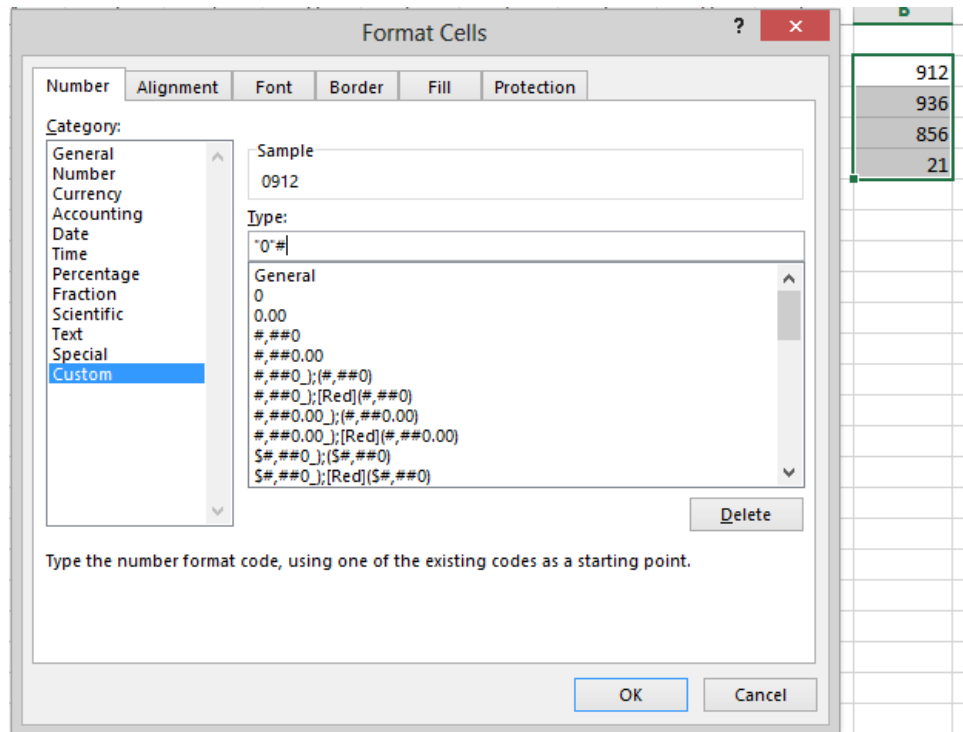 Format Cells
?
×
B
Number Alignment Font Border Fill Protection
912
936
856
21
Category:
General
Number
Currency
Accounting
Date
Time
Percentage
Fraction
Scientific
Text
Special
Custom
Sample
0912
Type:
"0"#
General
0
0.00
#,##0
#,##0.00
#,##0_);(#,##0)
#,##0_);[Red](#,##0)
#,##0.00_);(#,##0.00)
#,##0.00_);[Red](#,##0.00)
$#,##0_);($#,##0)
$#,##0_);[Red]($#,##0)
Delete
Type the number format code, using one of the existing codes as a starting point.
OK Cancel